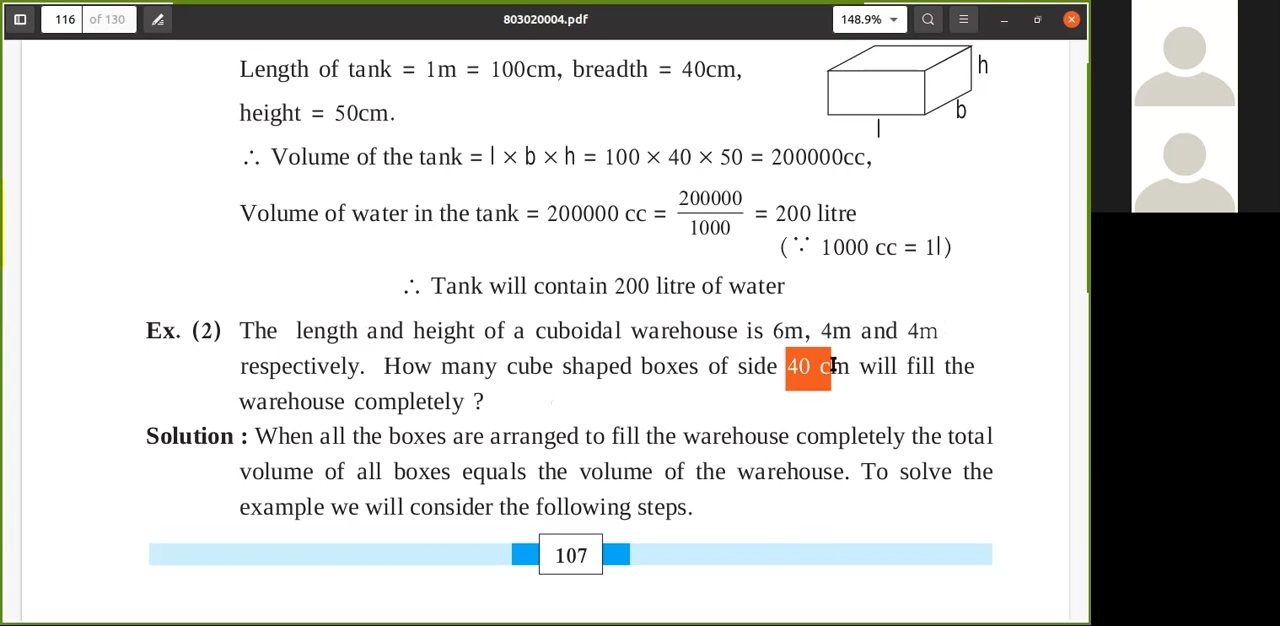 116 of 130 803020004.pdf 148.9%
Length of tank = 1m = 100cm, breadth = 40cm,
height = 50cm.
h
b
l
∴ Volume of the tank = l × b × h = 100 × 40 × 50 = 200000cc,
Volume of water in the tank = 200000 cc = 200000/1000 = 200 litre
(∵ 1000 cc = 1l)
∴ Tank will contain 200 litre of water
Ex. (2) The length and height of a cuboidal warehouse is 6m, 4m and 4m
respectively. How many cube shaped boxes of side 40 cm will fill the
warehouse completely ?
Solution : When all the boxes are arranged to fill the warehouse completely the total
volume of all boxes equals the volume of the warehouse. To solve the
example we will consider the following steps.
107